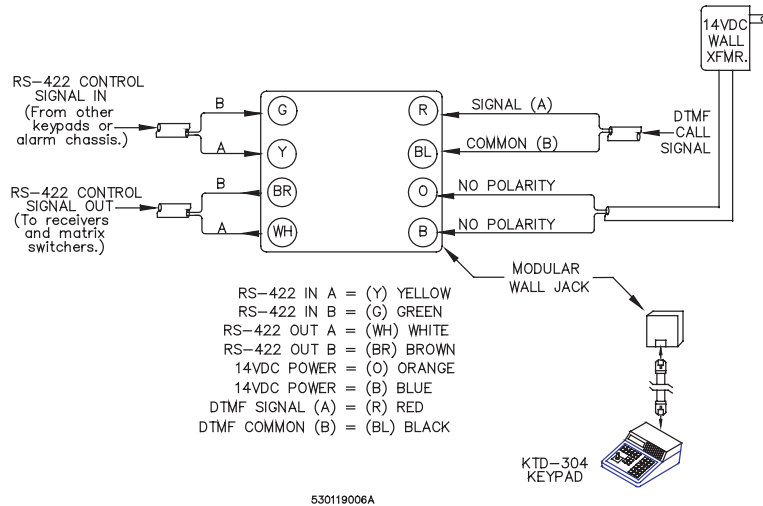 14VDC
WALL
XFMR.
RS-422 CONTROL
SIGNAL IN
(From other
keypads or
alarm chassis.)
B
A
G
Y
R
BL
SIGNAL (A)
COMMON (B)
DTMF
CALL
SIGNAL
RS-422 CONTROL
SIGNAL OUT
(To receivers
and matrix
switchers.)
B
A
BR
WH
O
B
NO POLARITY
NO POLARITY
MODULAR
WALL JACK
RS-422 IN A = (Y) YELLOW
RS-422 IN B = (G) GREEN
RS-422 OUT A = (WH) WHITE
RS-422 OUT B = (BR) BROWN
14VDC POWER = (O) ORANGE
14VDC POWER = (B) BLUE
DTMF SIGNAL (A) = (R) RED
DTMF COMMON (B) = (BL) BLACK
KTD-304
KEYPAD
530119006A